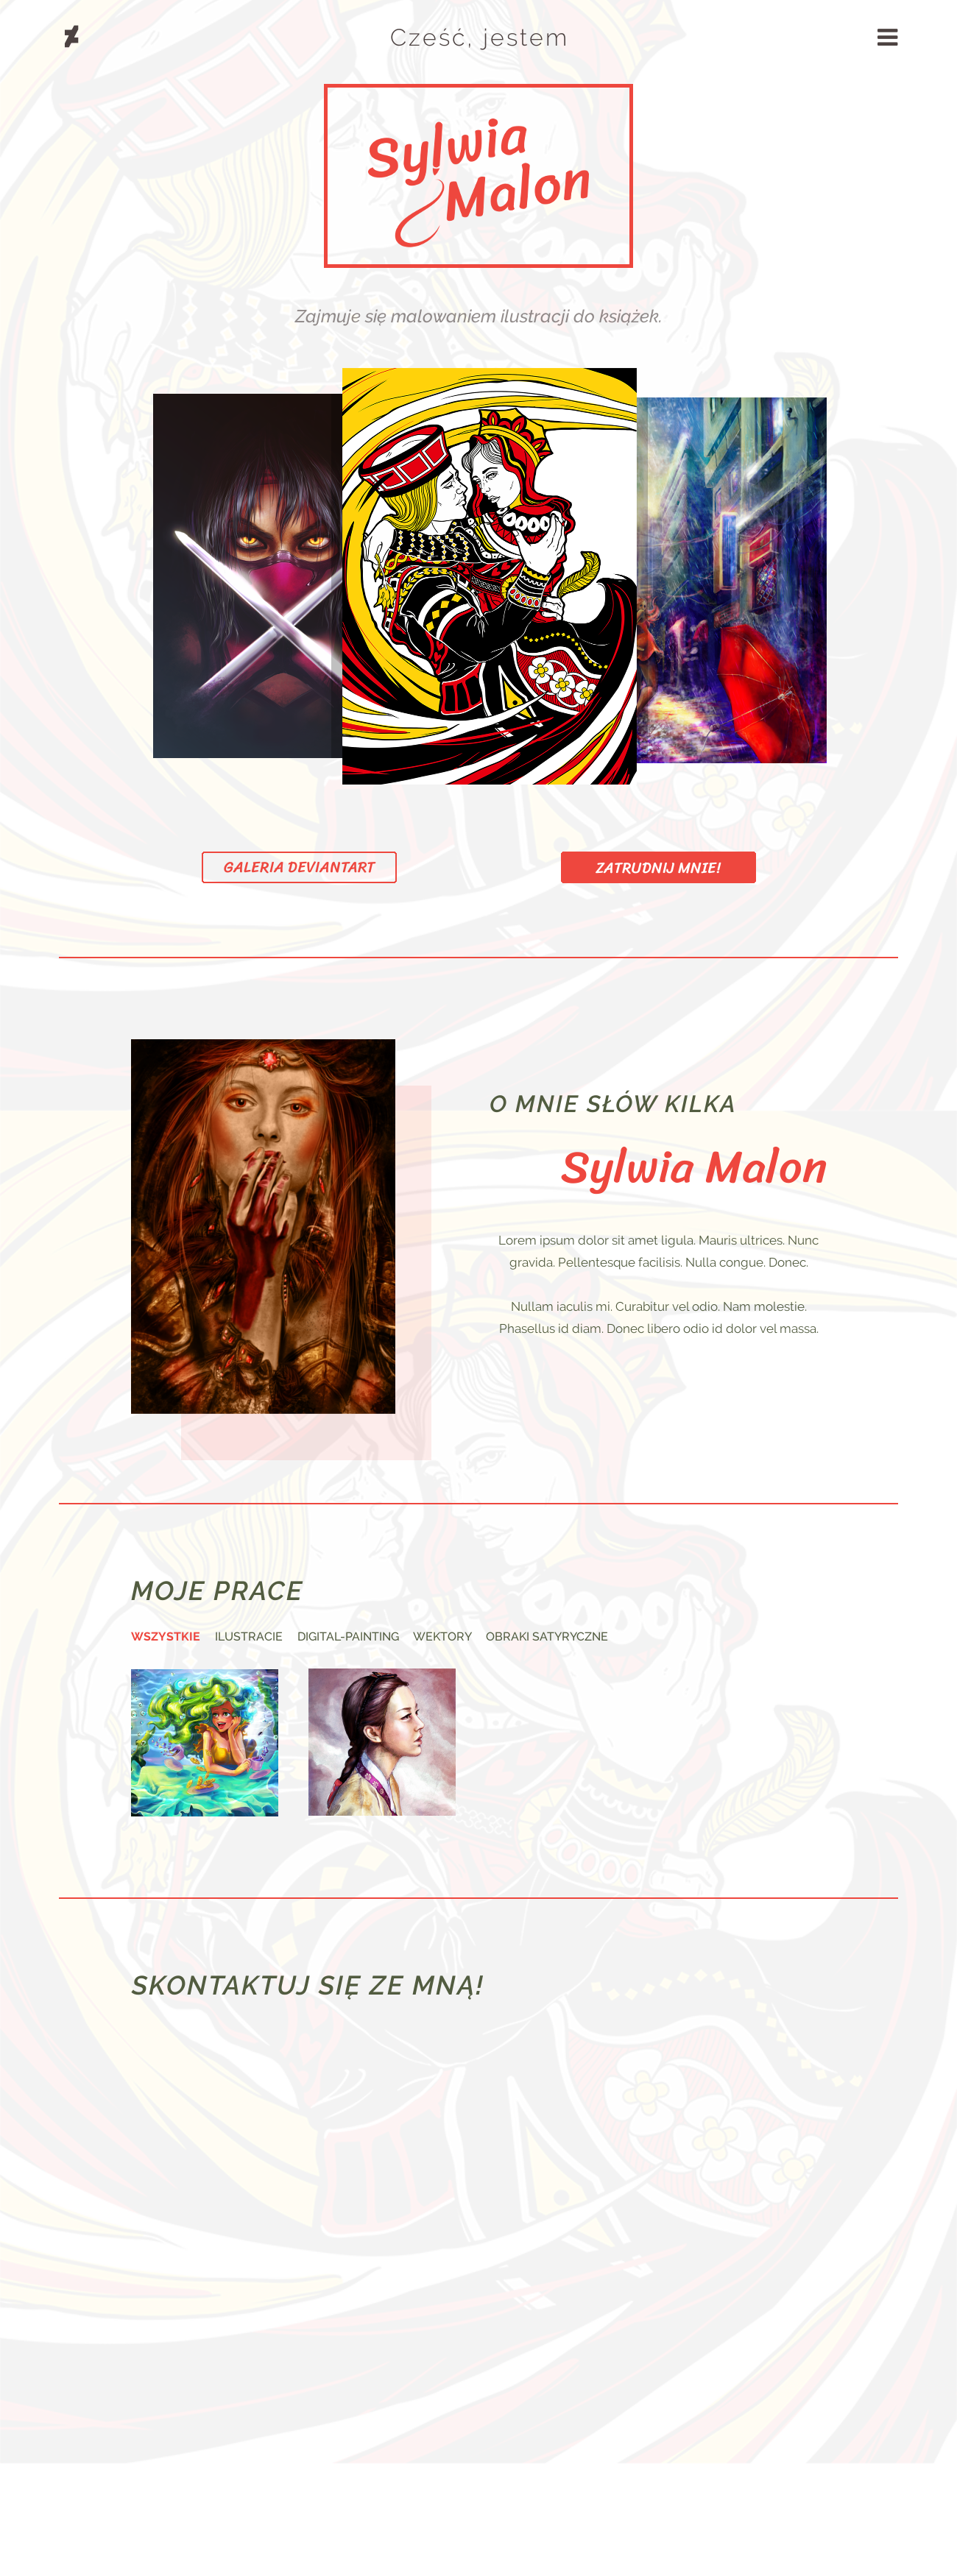 Cześć, jestem
Sylwia
Malon
Zajmuje się malowaniem ilustracji do książek.
GALERIA DEVIANTART
ZATRUDNIJ MNIE!
O MNIE SŁÓW KILKA
Sylwia Malon
Lorem ipsum dolor sit amet ligula. Mauris ultrices. Nunc
gravida. Pellentesque facilisis. Nulla congue. Donec.
Nullam iaculis mi. Curabitur vel odio. Nam molestie.
Phasellus id diam. Donec libero odio id dolor vel massa.
MOJE PRACE
WSZYSTKIE ILUSTRACIE DIGITAL-PAINTING WEKTORY OBRAKI SATYRYCZNE
SKONTAKTUJ SIĘ ZE MNĄ!